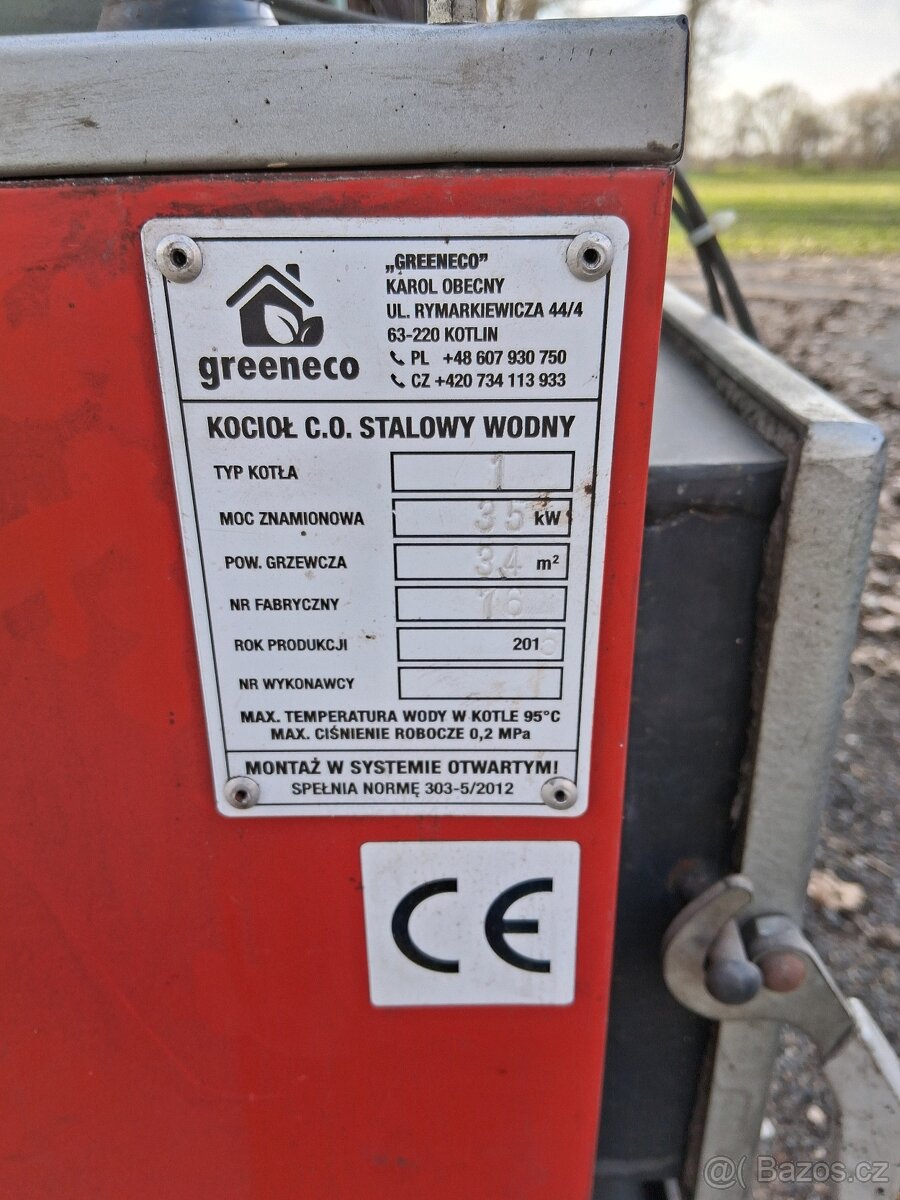 „GREENECO"
KAROL OBECNY
UL. RYMARKIEWICZA 44/4
63-220 KOTLIN
PL +48 607 930 750
CZ +420 734 113 933
greeneco
KOCIOŁ C.O. STALOWY WODNY
TYP KOTŁA 1
MOC ZNAMIONOWA 35 kW
POW. GRZEWCZA 34 m²
NR FABRYCZNY 16
ROK PRODUKCJI 2016
NR WYKONAWCY
MAX. TEMPERATURA WODY W KOTLE 95°C
MAX. CIŚNIENIE ROBOCZE 0,2 MPa
MONTAŻ W SYSTEMIE OTWARTYM!
SPEŁNIA NORMĘ 303-5/2012
CE
Bazos.cz